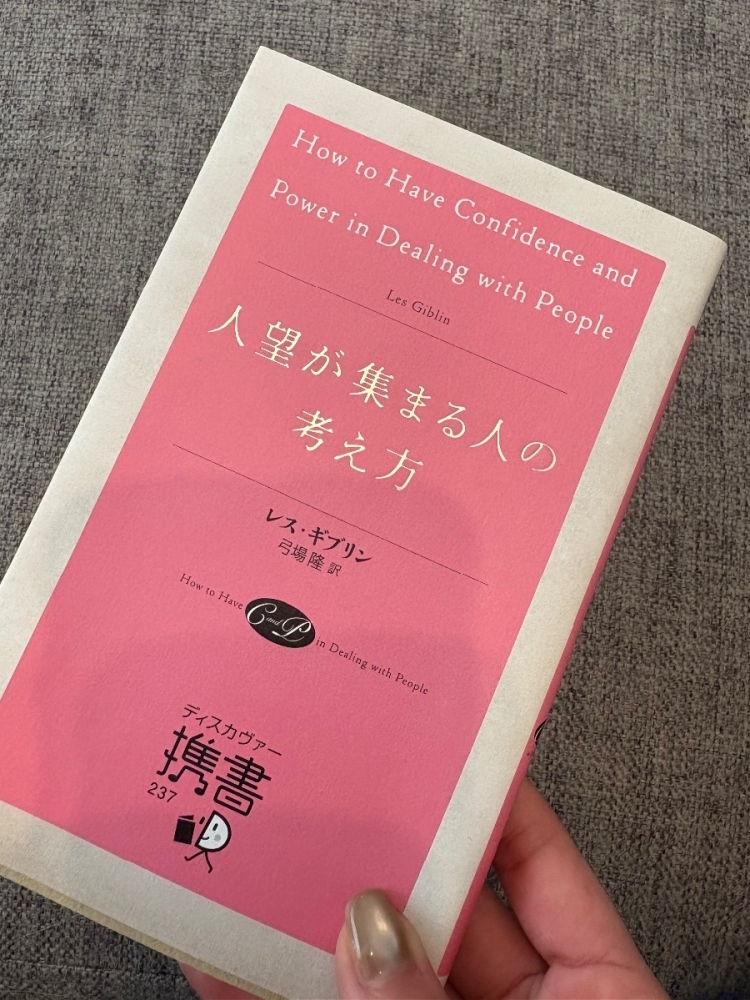 How to Have Confidence and
Power in Dealing with People
Les Giblin
人望が集まる人の
考え方
レス・ギブリン
弓場隆 訳
How to Have C and P in Dealing with People
ディスカヴァー
携書
237